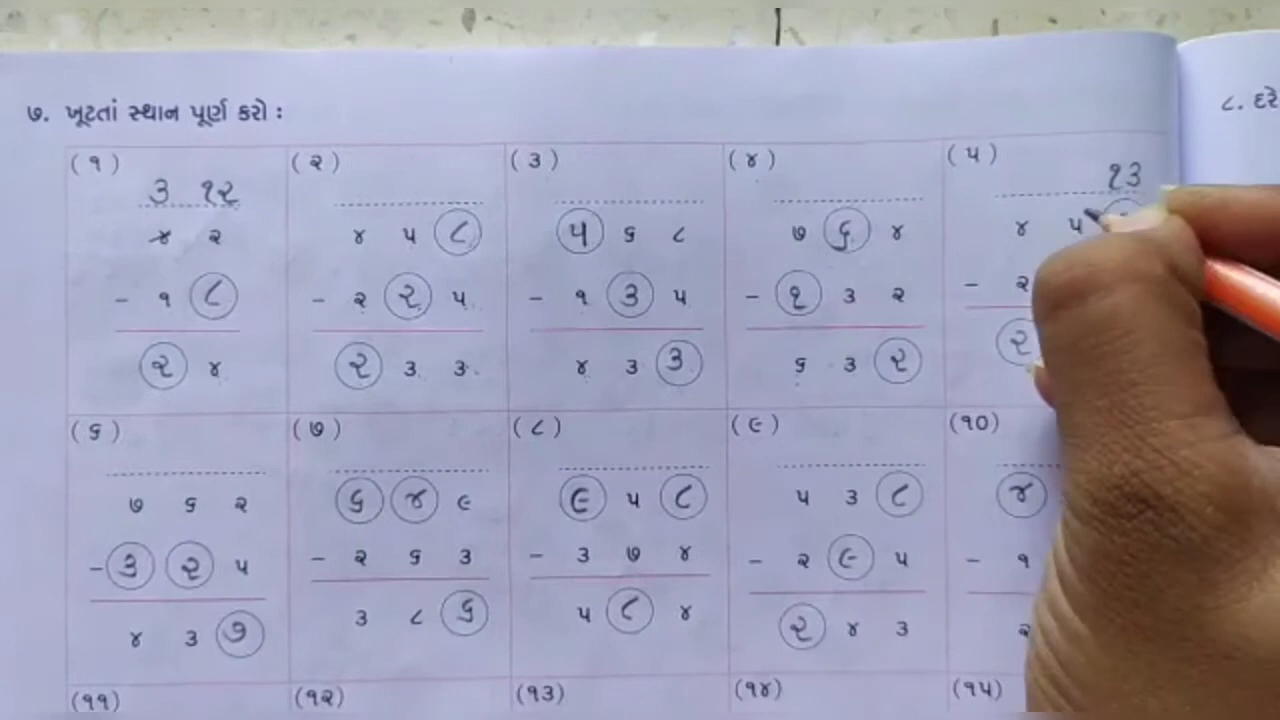 ૭. ખૂટતાં સ્થાન પૂર્ણ કરો :
૮. દરે
(૧) (૨) (૩) (૪) (૫)
૩ ૧૨ ૧૩
૪ ૨ ૪ ૫ ૮ ૫ ૬ ૮ ૭ ૬ ૪ ૪ ૫
- ૧ ૮ - ૨ ૨ ૫ - ૧ ૩ ૫ - ૧ ૩ ૨ - ૨
૨ ૪ ૨ ૩ ૩ ૪ ૩ ૩ ૬ ૩ ૨ ૨
(૬) (૭) (૮) (૯) (૧૦)
૭ ૬ ૨ ૬ ૪ ૯ ૯ ૫ ૮ ૫ ૩ ૮ ૪
- ૩ ૨ ૫ - ૨ ૬ ૩ - ૩ ૭ ૪ - ૨ ૯ ૫ - ૧
૪ ૩ ૭ ૩ ૮ ૬ ૫ ૮ ૪ ૨ ૪ ૩ ૨
(૧૧) (૧૨) (૧૩) (૧૪) (૧૫)